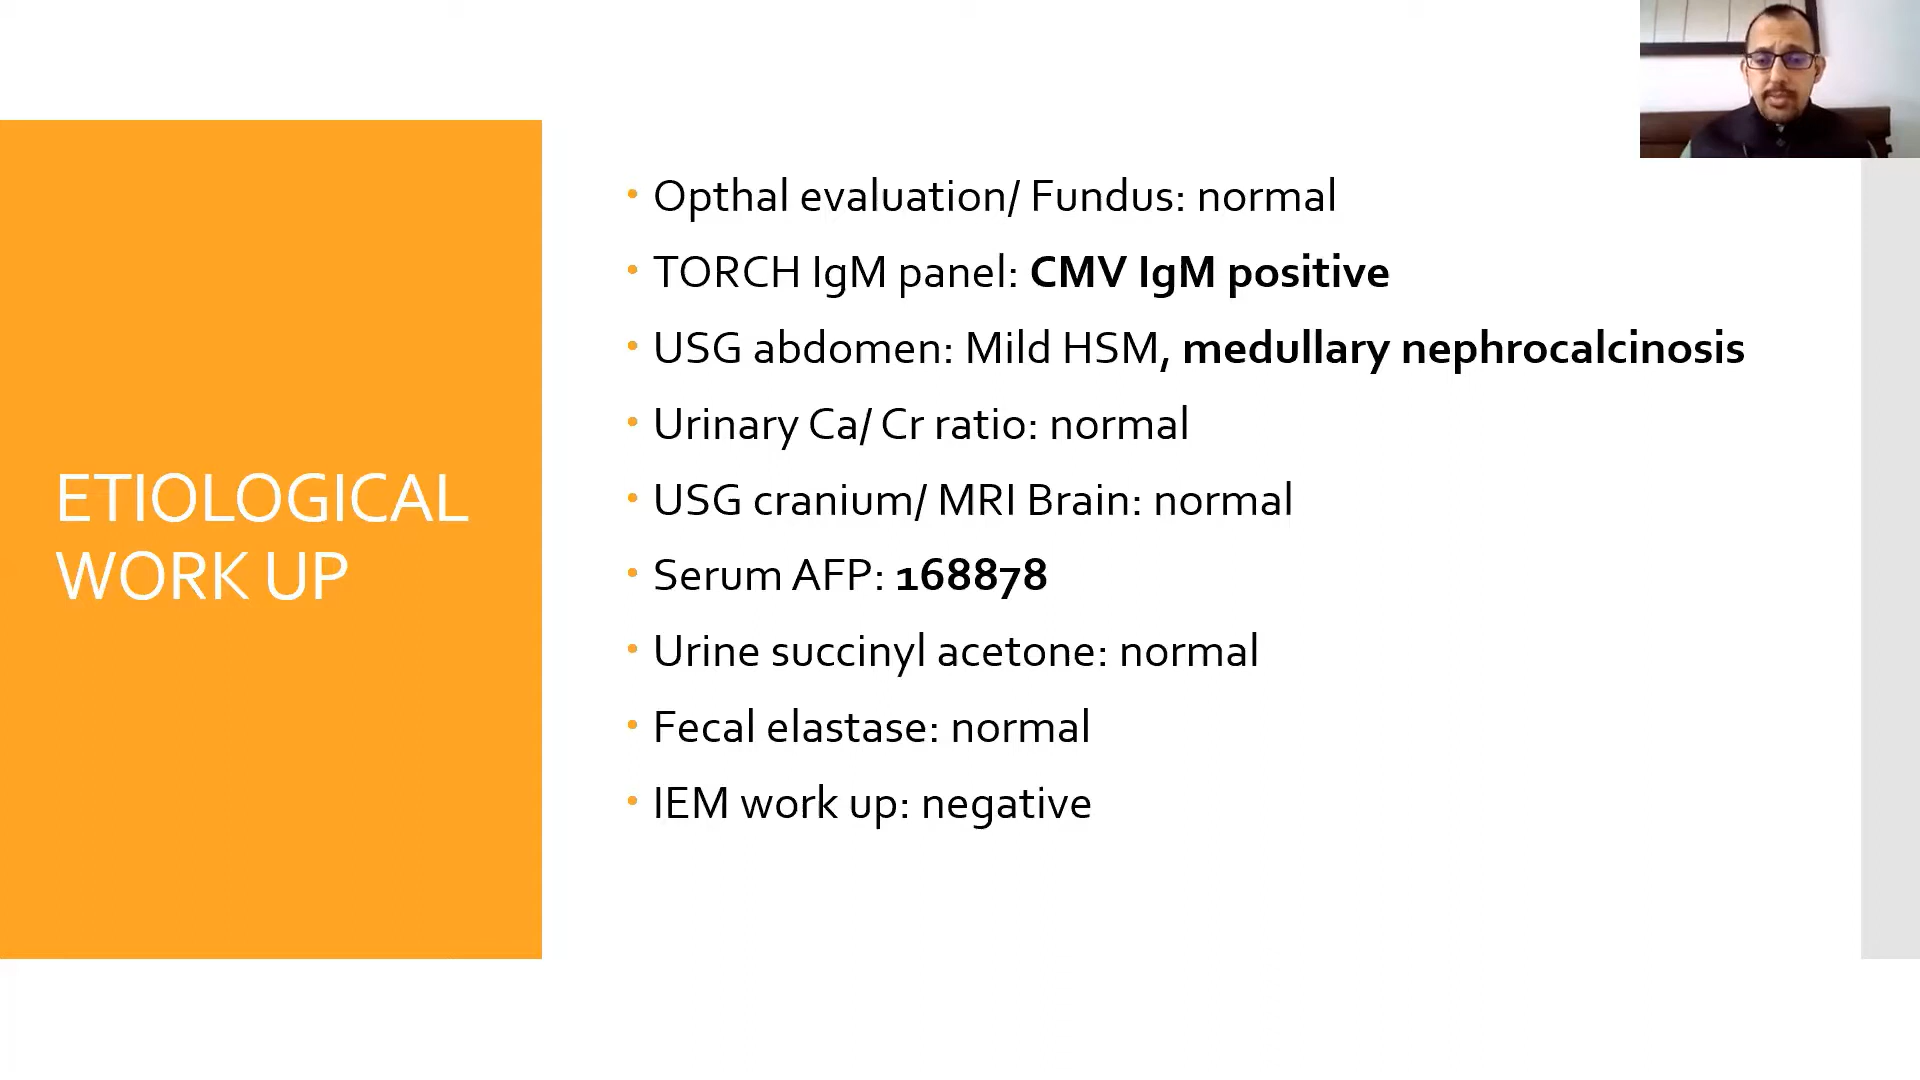 ETIOLOGICAL
WORK UP
• Opthal evaluation/ Fundus: normal
• TORCH IgM panel: CMV IgM positive
• USG abdomen: Mild HSM, medullary nephrocalcinosis
• Urinary Ca/ Cr ratio: normal
• USG cranium/ MRI Brain: normal
• Serum AFP: 168878
• Urine succinyl acetone: normal
• Fecal elastase: normal
• IEM work up: negative